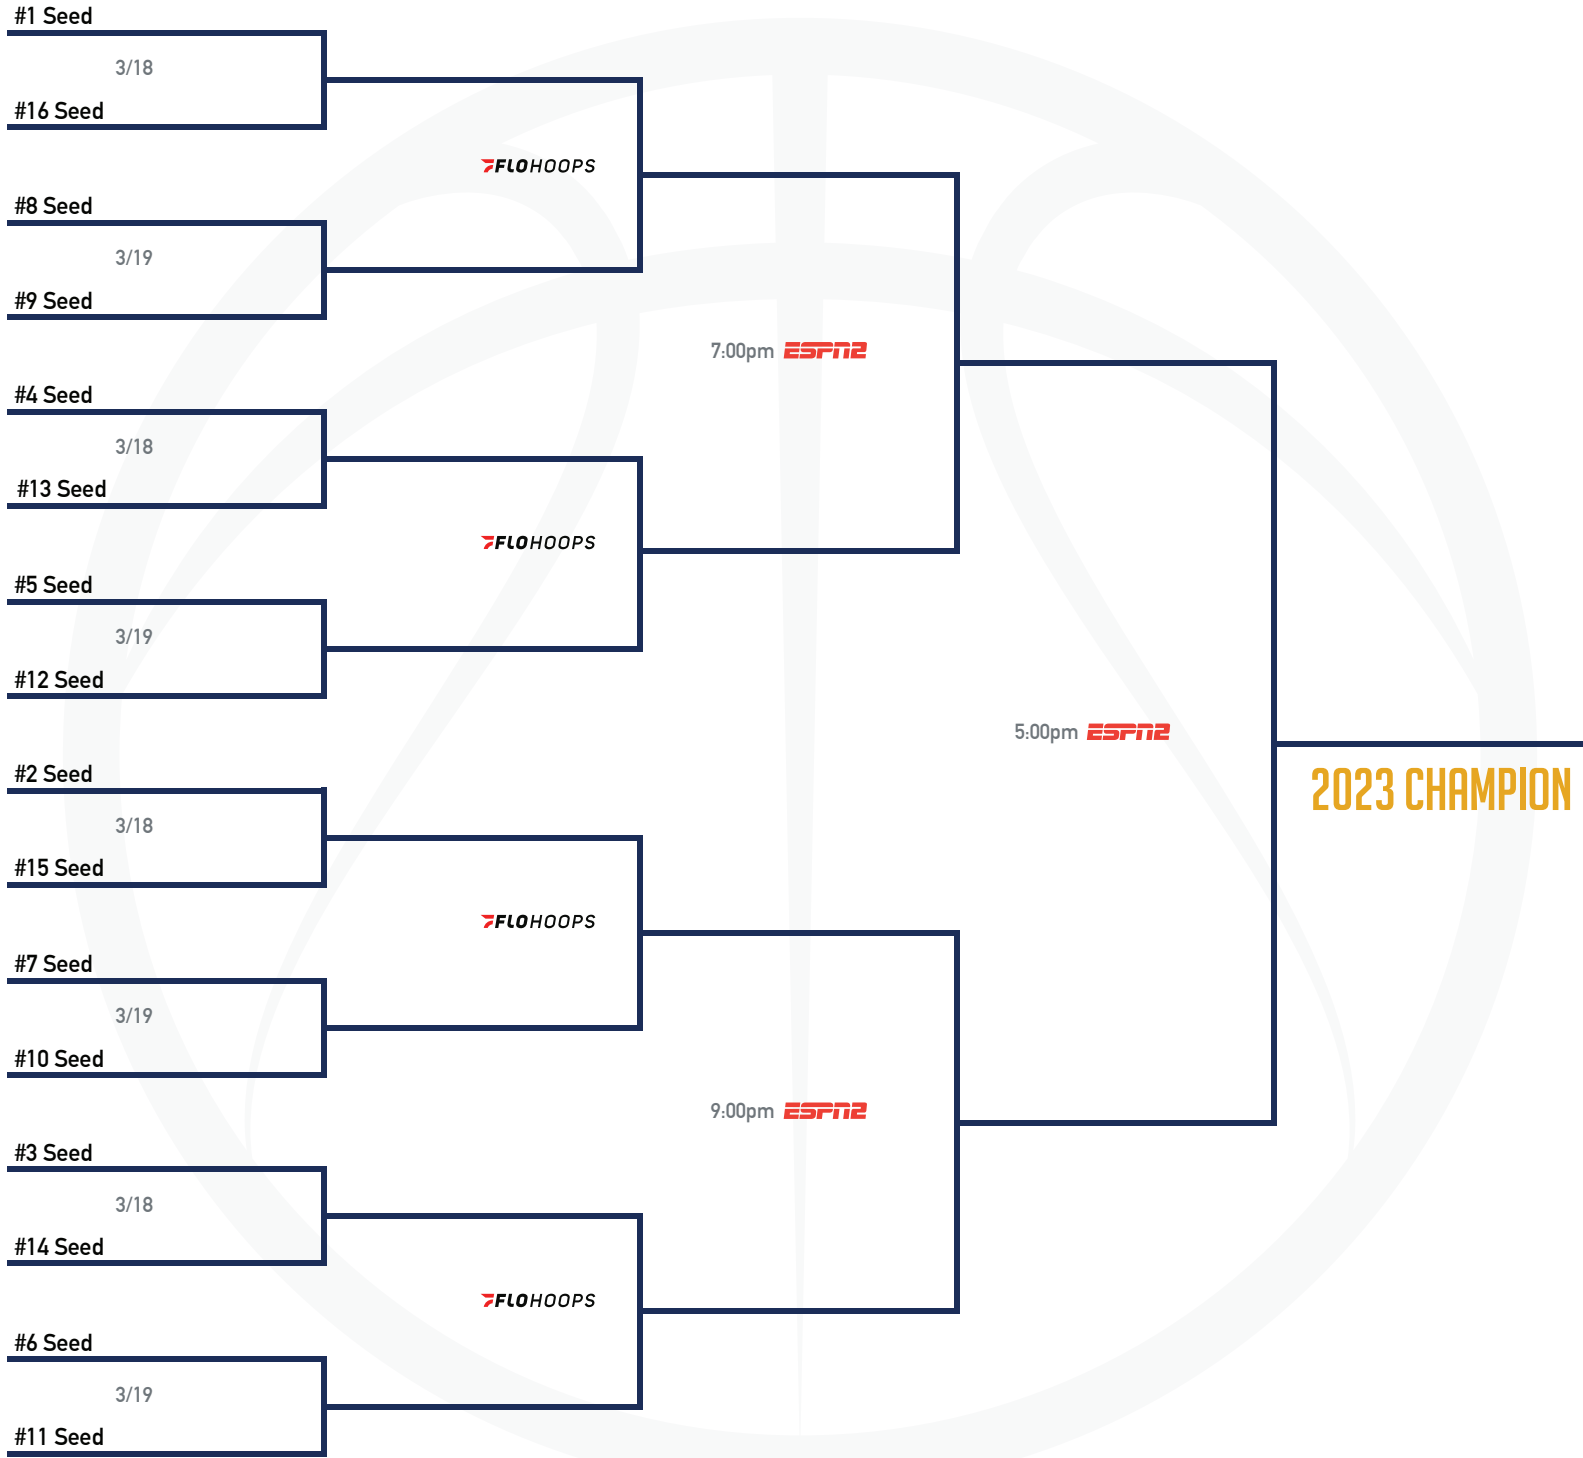 #1 Seed
3/18
#16 Seed
FLOHOOPS
#8 Seed
3/19
#9 Seed
7:00pm ESPN2
#4 Seed
3/18
#13 Seed
FLOHOOPS
#5 Seed
3/19
#12 Seed
5:00pm ESPN2
2023 CHAMPION
#2 Seed
3/18
#15 Seed
FLOHOOPS
#7 Seed
3/19
#10 Seed
9:00pm ESPN2
#3 Seed
3/18
#14 Seed
FLOHOOPS
#6 Seed
3/19
#11 Seed